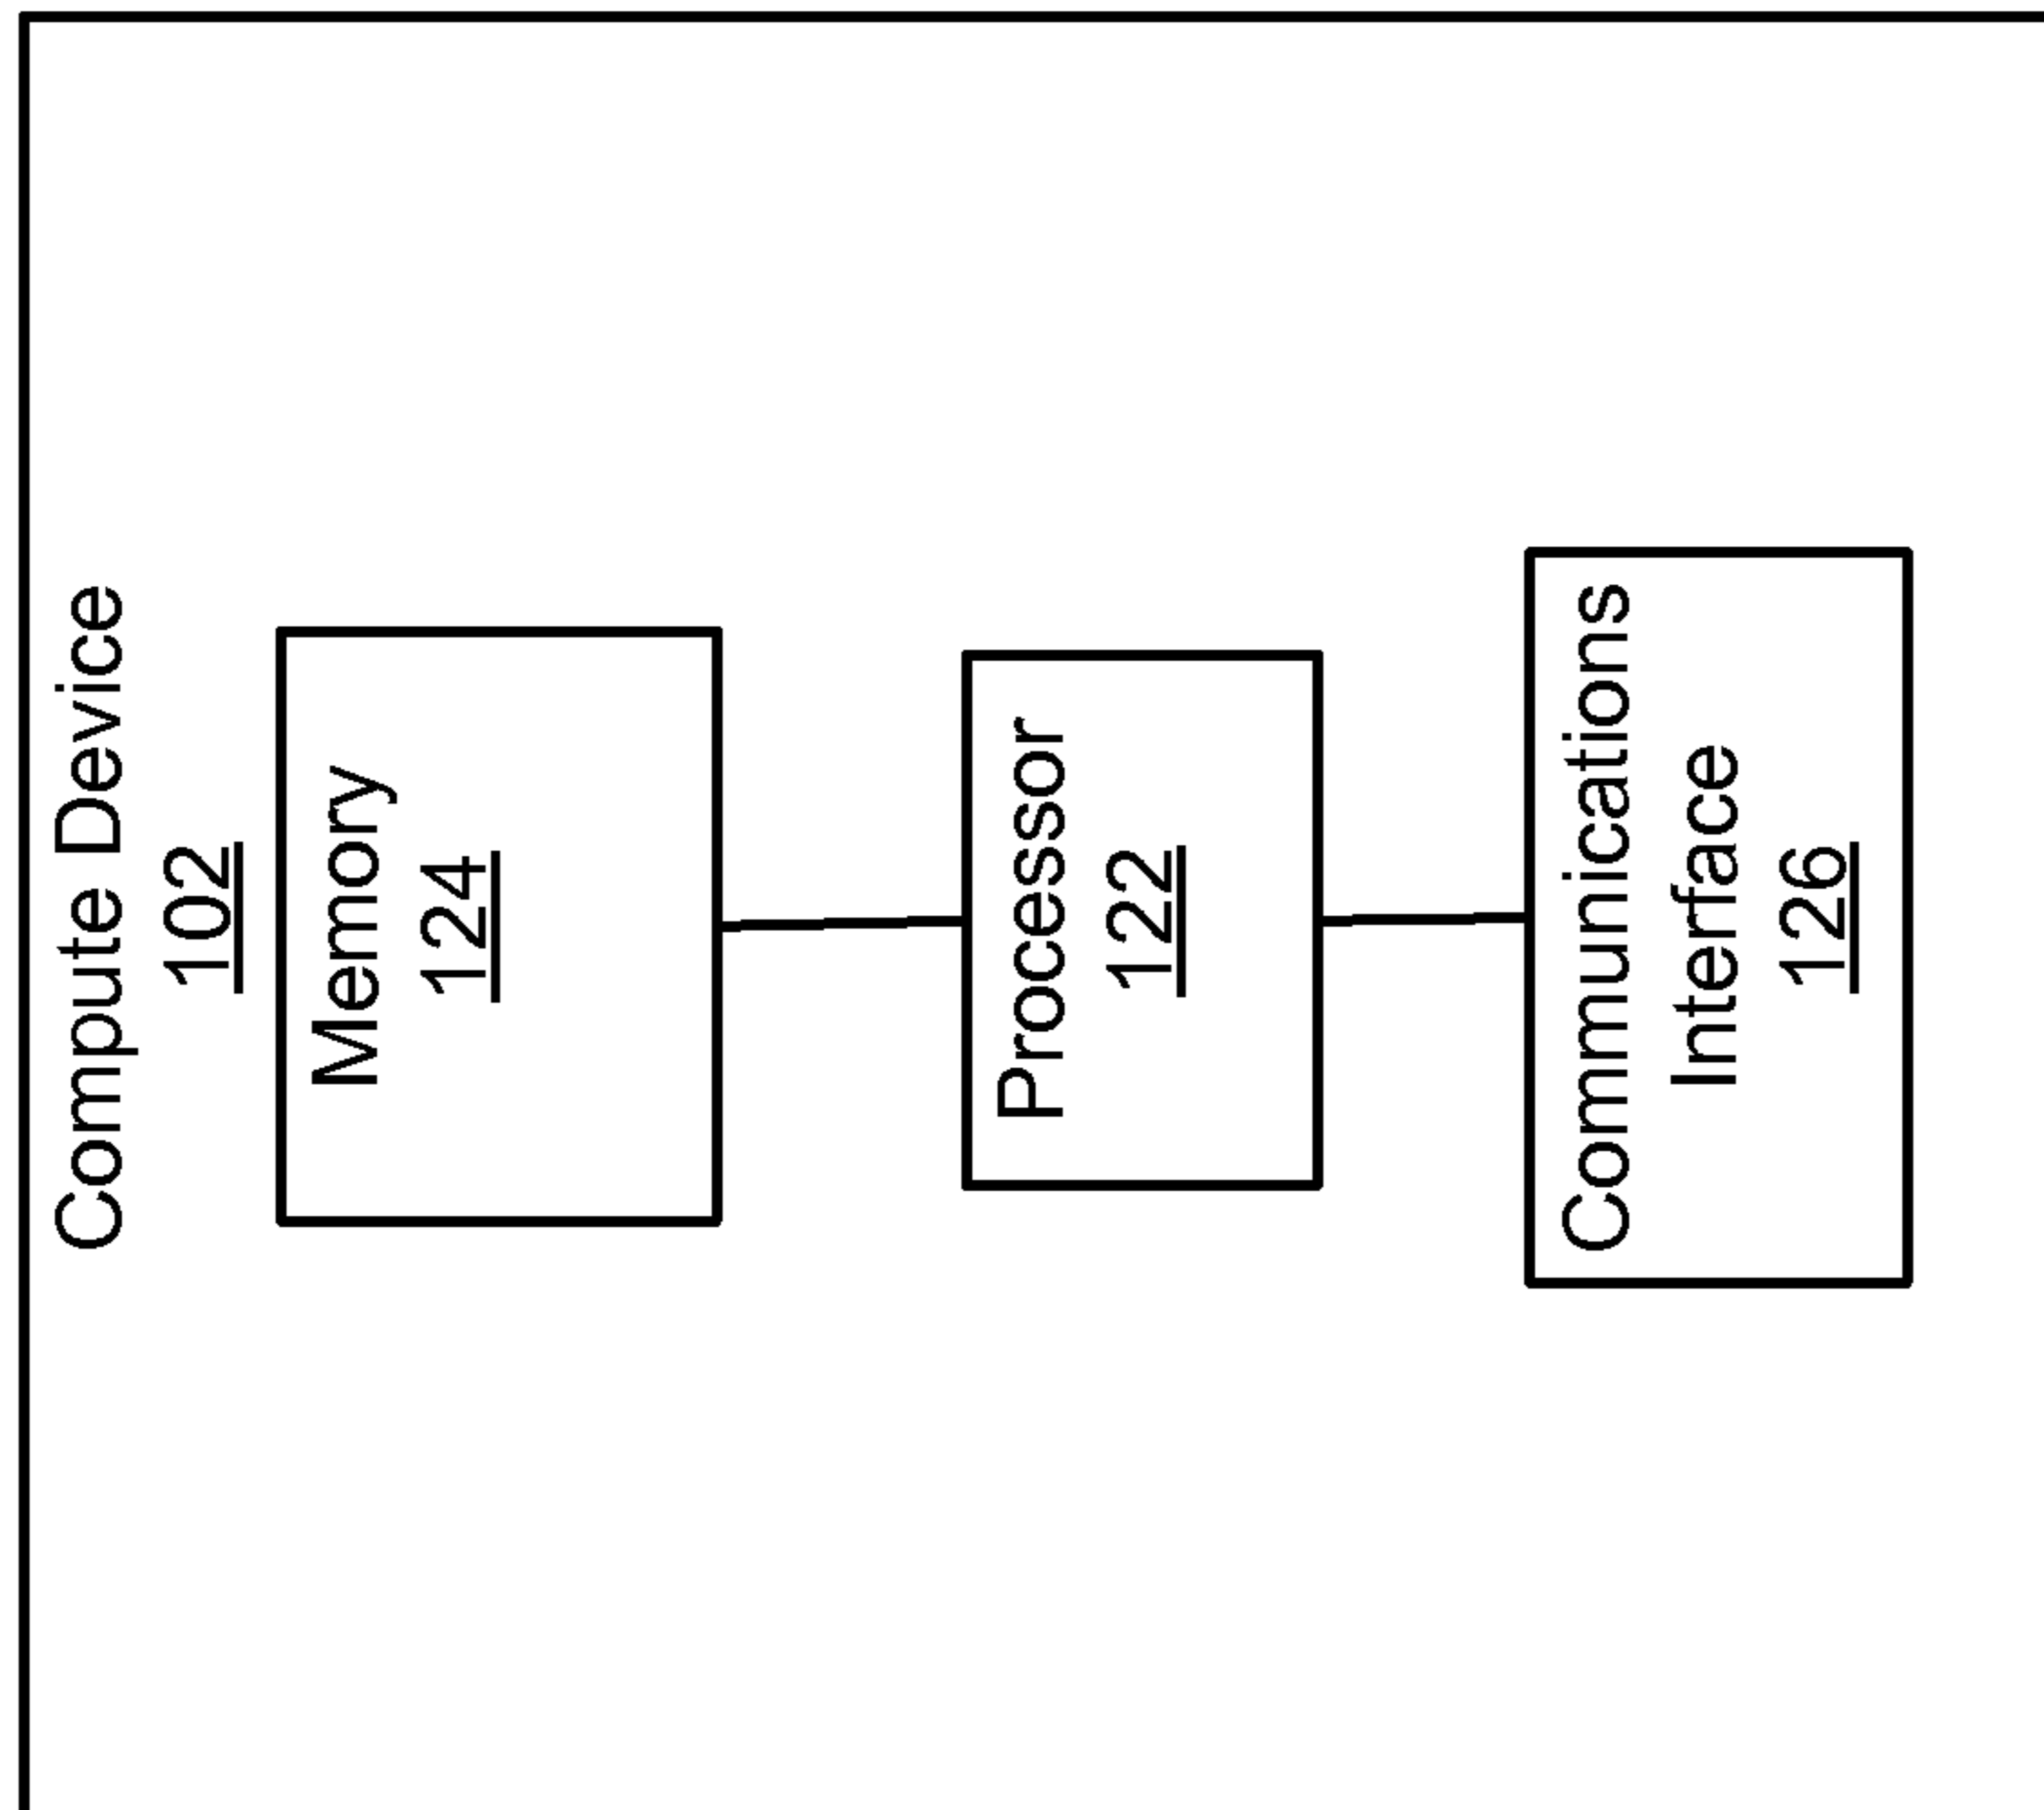 Compute Device
102
Memory
124
Processor
122
Communications
Interface
126